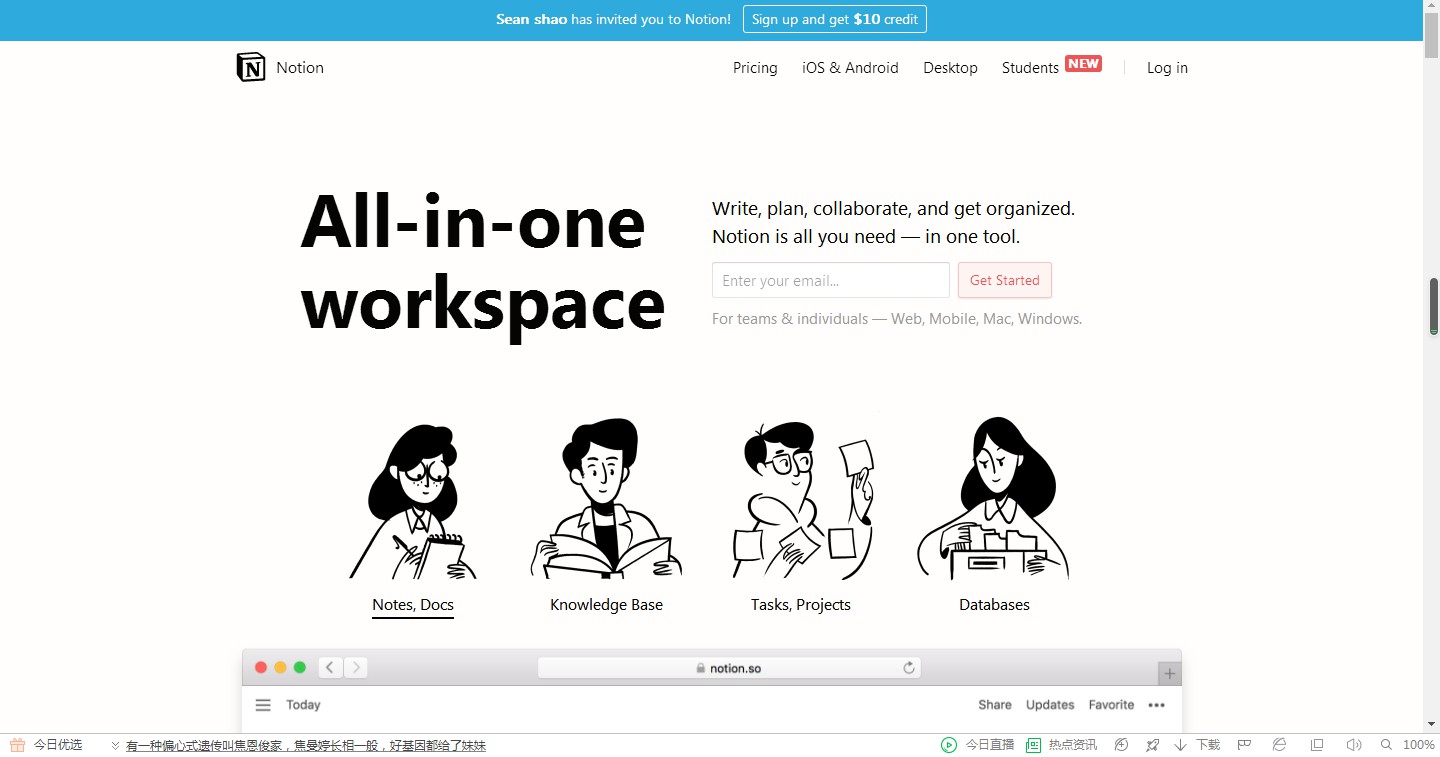 Sean shao has invited you to Notion! Sign up and get $10 credit
N Notion Pricing iOS & Android Desktop Students NEW Log in
All-in-one
workspace
Write, plan, collaborate, and get organized.
Notion is all you need — in one tool.
Enter your email... Get Started
For teams & individuals — Web, Mobile, Mac, Windows.
Notes, Docs Knowledge Base Tasks, Projects Databases
notion.so
Today Share Updates Favorite •••
今日优选 有一种偏心式遗传叫焦恩俊家，焦曼婷长相一般，好基因都给了妹妹 今日直播 热点资讯 下载 100%